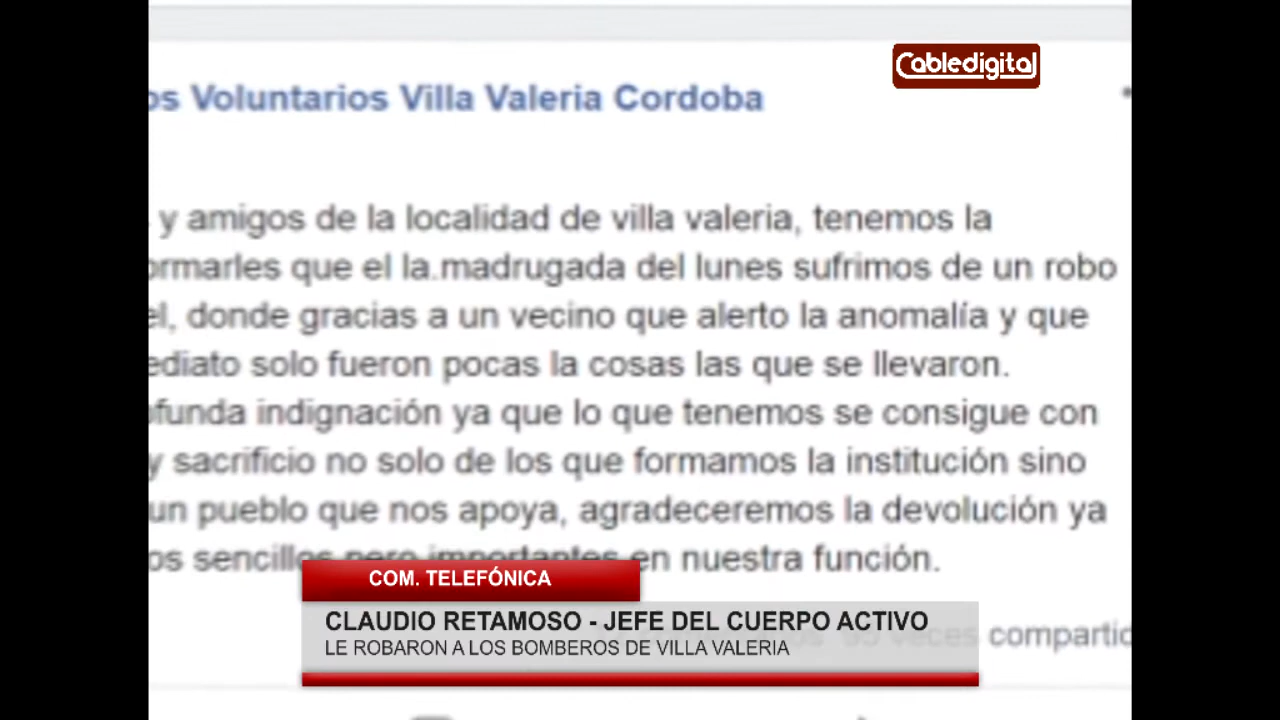 Cabledigital
os Voluntarios Villa Valeria Cordoba
y amigos de la localidad de villa valeria, tenemos la
ormarles que el la.madrugada del lunes sufrimos de un robo
el, donde gracias a un vecino que alerto la anomalía y que
ediato solo fueron pocas la cosas las que se llevaron.
ofunda indignación ya que lo que tenemos se consigue con
y sacrificio no solo de los que formamos la institución sino
un pueblo que nos apoya, agradeceremos la devolución ya
os sencillos pero importantes en nuestra función.
COM. TELEFÓNICA
CLAUDIO RETAMOSO - JEFE DEL CUERPO ACTIVO
95 veces compartid
LE ROBARON A LOS BOMBEROS DE VILLA VALERIA